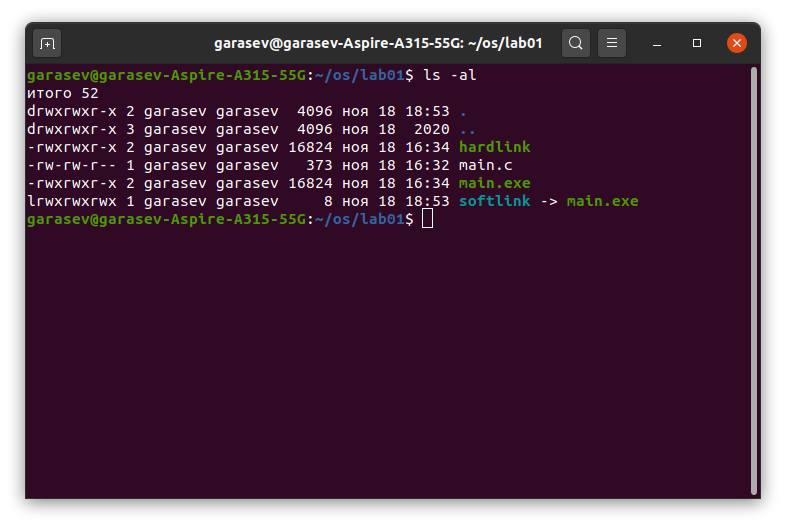 garasev@garasev-Aspire-A315-55G: ~/os/lab01
garasev@garasev-Aspire-A315-55G:~/os/lab01$ ls -al
итого 52
drwxrwxr-x 2 garasev garasev  4096 ноя 18 18:53 .
drwxrwxr-x 3 garasev garasev  4096 ноя 18  2020 ..
-rwxrwxr-x 2 garasev garasev 16824 ноя 18 16:34 hardlink
-rw-rw-r-- 1 garasev garasev   373 ноя 18 16:32 main.c
-rwxrwxr-x 2 garasev garasev 16824 ноя 18 16:34 main.exe
lrwxrwxrwx 1 garasev garasev     8 ноя 18 18:53 softlink -> main.exe
garasev@garasev-Aspire-A315-55G:~/os/lab01$